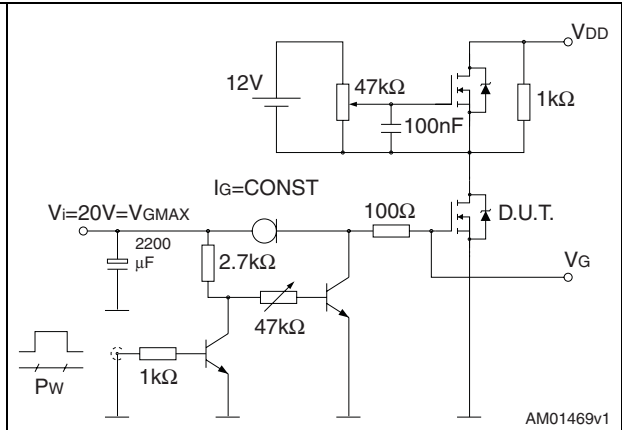 VDD
12V
47kΩ
1kΩ
100nF
IG=CONST
Vi=20V=VGMAX
100Ω
D.U.T.
2200
μF
2.7kΩ
VG
47kΩ
1kΩ
PW
AM01469v1